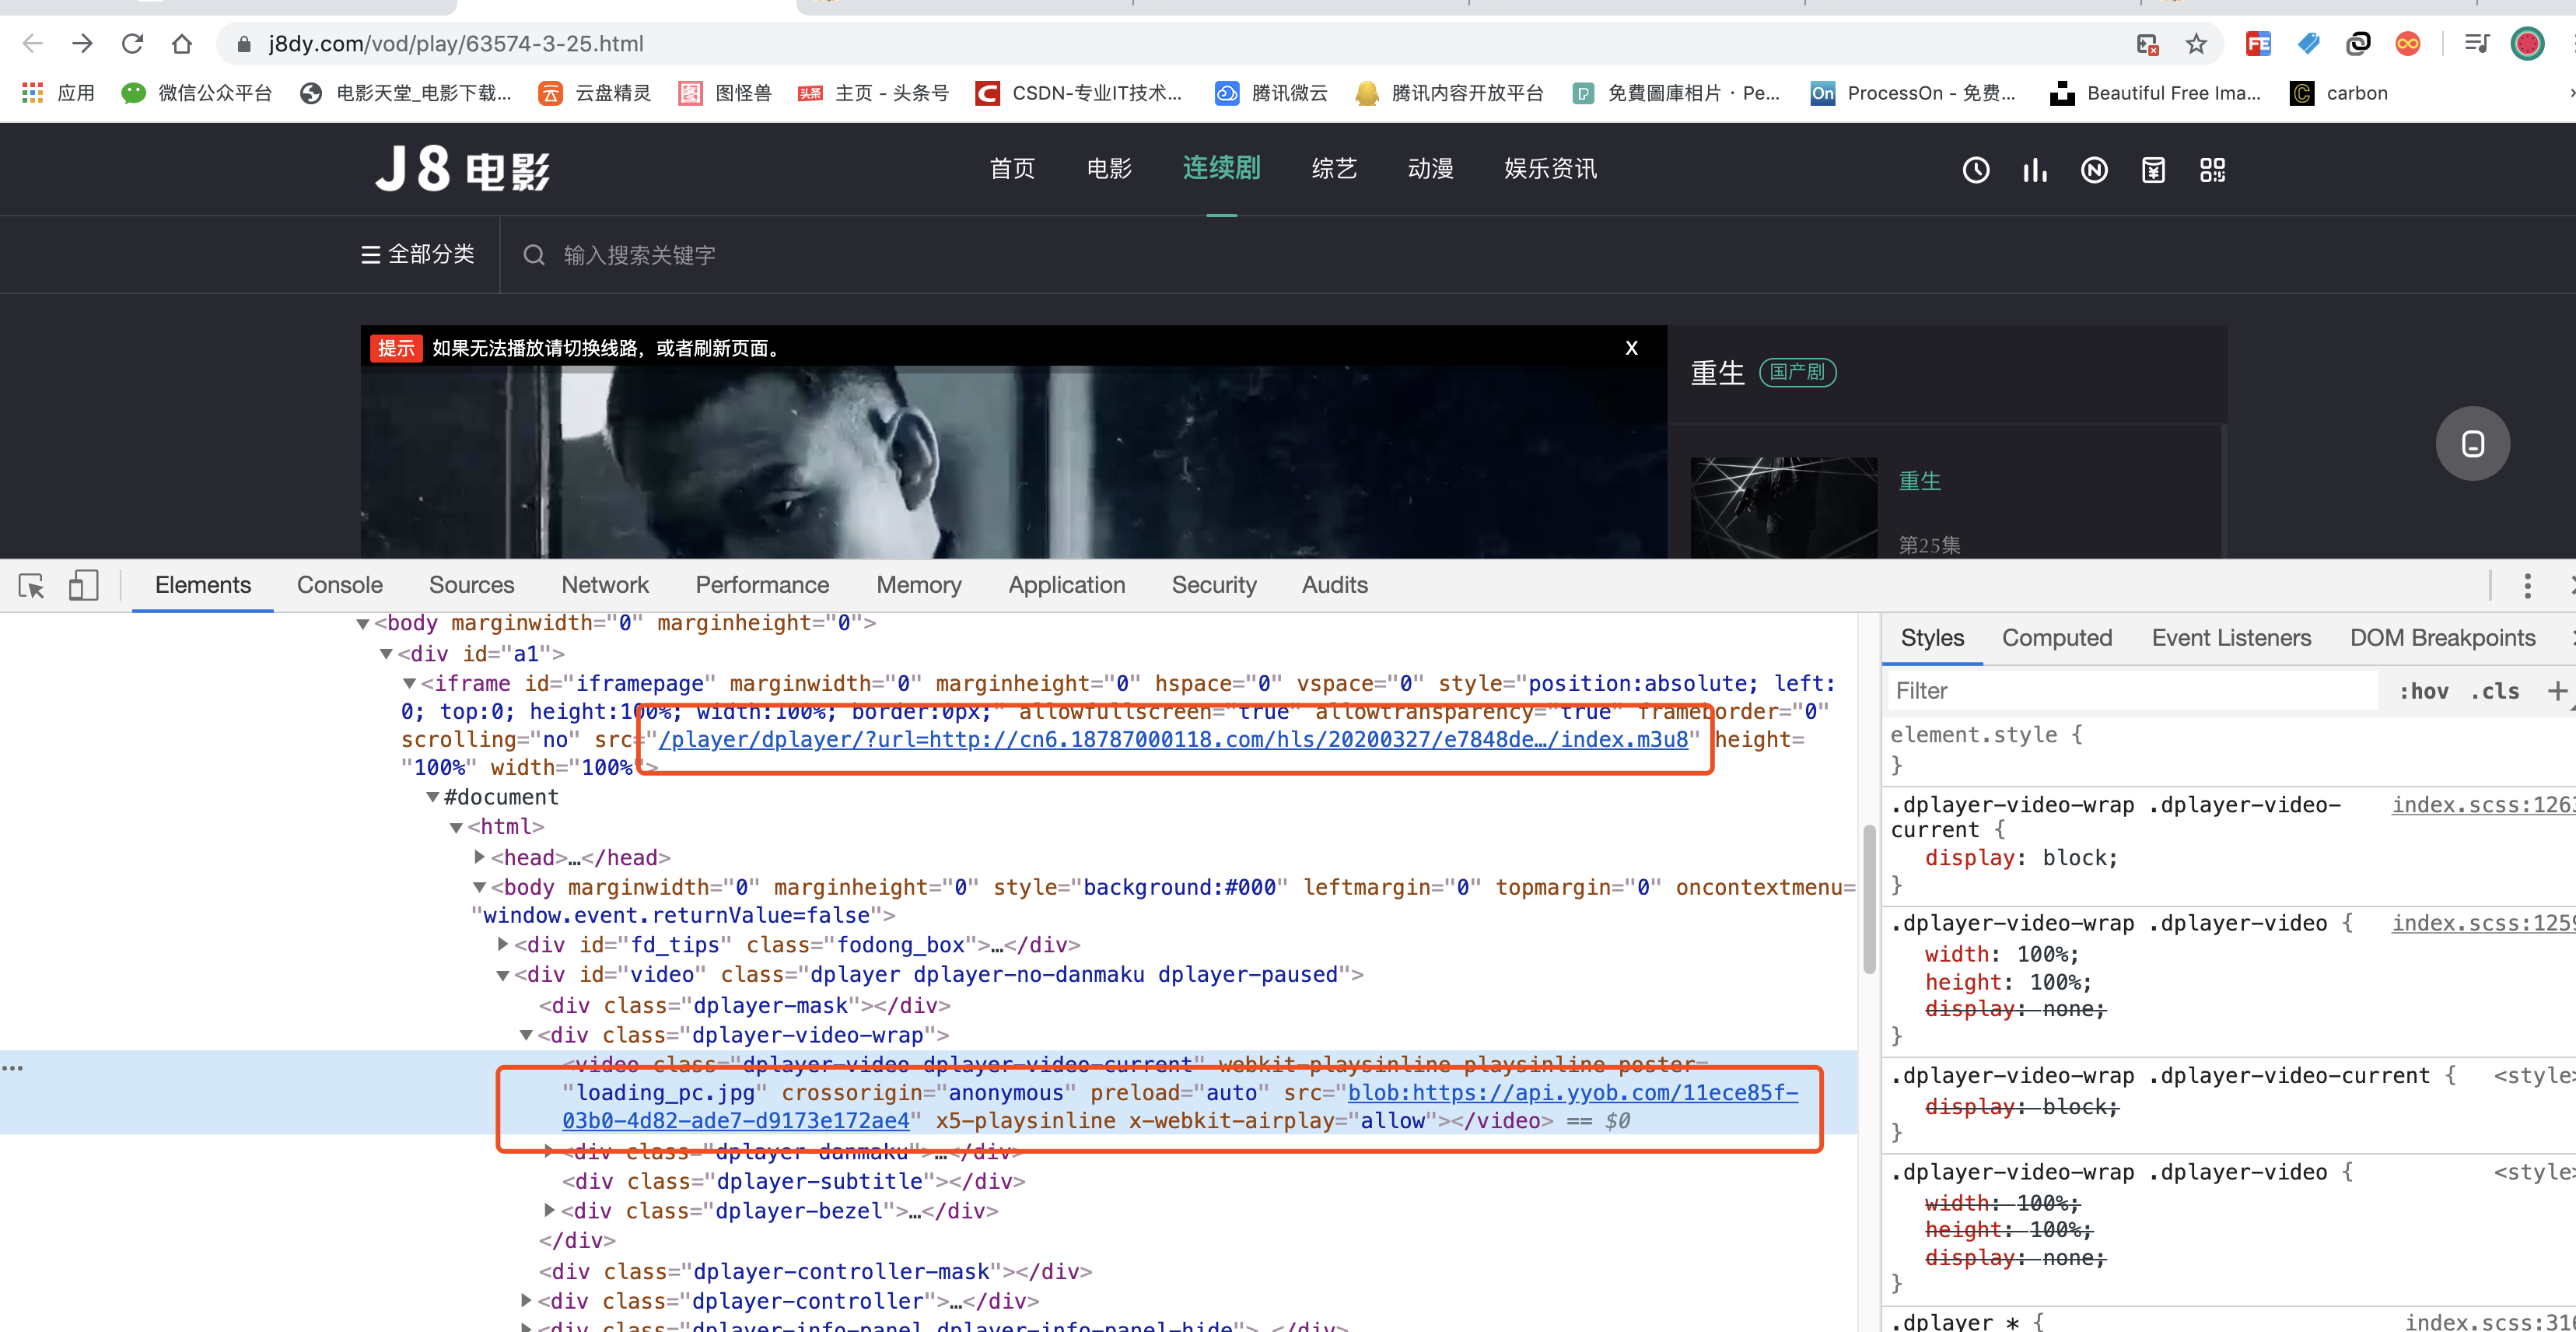 j8dy.com/vod/play/63574-3-25.html
应用 微信公众平台 电影天堂_电影下载... 云盘精灵 图怪兽 主页 - 头条号 CSDN-专业IT技术... 腾讯微云 腾讯内容开放平台 免費圖庫相片 · Pe... ProcessOn - 免费... Beautiful Free Ima... carbon
J8 电影 首页 电影 连续剧 综艺 动漫 娱乐资讯
全部分类 输入搜索关键字
提示 如果无法播放请切换线路，或者刷新页面。 X
重生 国产剧
重生
第25集
Elements Console Sources Network Performance Memory Application Security Audits
<body marginwidth="0" marginheight="0">
<div id="a1">
<iframe id="iframepage" marginwidth="0" marginheight="0" hspace="0" vspace="0" style="position:absolute; left:
0; top:0; height:100%; width:100%; border:0px;" allowfullscreen="true" allowtransparency="true" frameborder="0"
scrolling="no" src="/player/dplayer/?url=http://cn6.18787000118.com/hls/20200327/e7848de…/index.m3u8" height=
"100%" width="100%">
#document
<html>
<head>…</head>
<body marginwidth="0" marginheight="0" style="background:#000" leftmargin="0" topmargin="0" oncontextmenu=
"window.event.returnValue=false">
<div id="fd_tips" class="fodong_box">…</div>
<div id="video" class="dplayer dplayer-no-danmaku dplayer-paused">
<div class="dplayer-mask"></div>
<div class="dplayer-video-wrap">
<video class="dplayer-video dplayer-video-current" webkit-playsinline playsinline poster=
"loading_pc.jpg" crossorigin="anonymous" preload="auto" src="blob:https://api.yyob.com/11ece85f-
03b0-4d82-ade7-d9173e172ae4" x5-playsinline x-webkit-airplay="allow"></video> == $0
<div class="dplayer-danmaku">…</div>
<div class="dplayer-subtitle"></div>
<div class="dplayer-bezel">…</div>
</div>
<div class="dplayer-controller-mask"></div>
<div class="dplayer-controller">…</div>
<div class="dplayer-info-panel dplayer-info-panel-hide">…</div>
Styles Computed Event Listeners DOM Breakpoints
Filter :hov .cls +
element.style {
}
.dplayer-video-wrap .dplayer-video- index.scss:1263
current {
display: block;
}
.dplayer-video-wrap .dplayer-video { index.scss:1259
width: 100%;
height: 100%;
display: none;
}
.dplayer-video-wrap .dplayer-video-current { <style>
display: block;
}
.dplayer-video-wrap .dplayer-video { <style>
width: 100%;
height: 100%;
display: none;
}
.dplayer * { index.scss:310